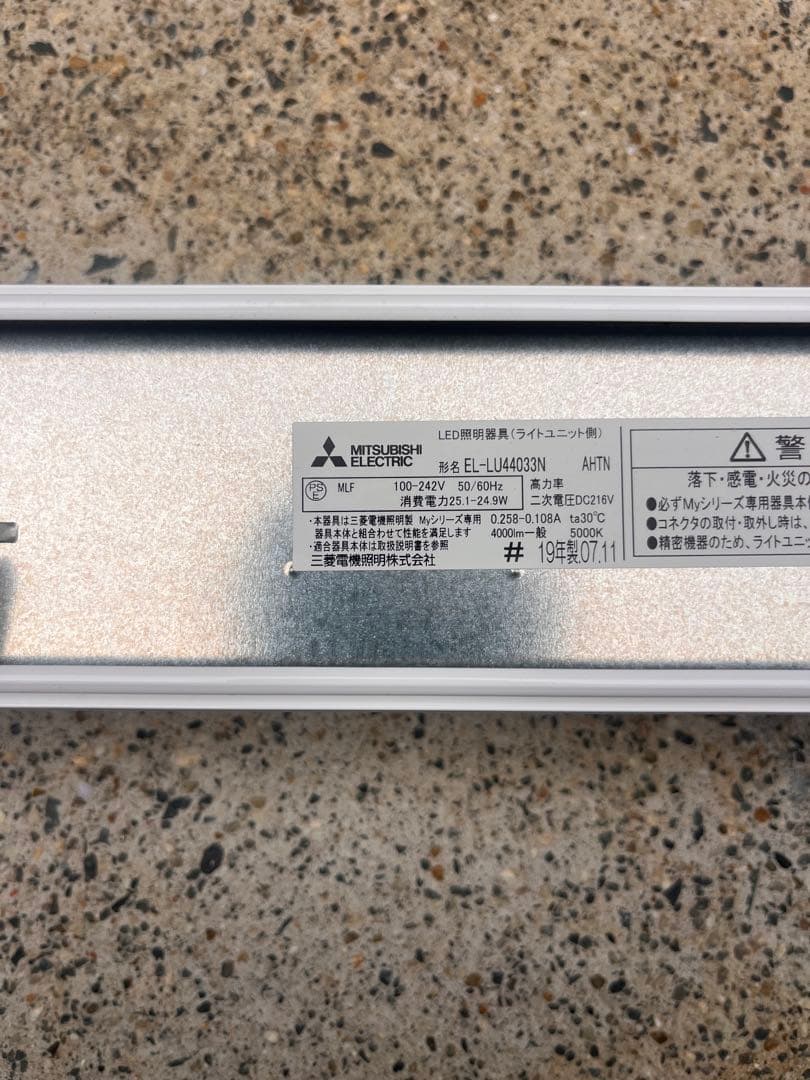 LED照明器具(ライトユニット側)
MITSUBISHI
ELECTRIC
形名 EL-LU44033N AHTN
PS
E
MLF 100-242V 50/60Hz
消費電力25.1-24.9W
高力率
二次電圧DC216V
・本器具は三菱電機照明製 Myシリーズ専用
器具本体と組合わせて性能を満足します
・適合器具本体は取扱説明書を参照
0.258-0.108A ta30℃
4000lm一般 5000K
三菱電機照明株式会社
# 19年製.07.11
警
落下・感電・火災の
●必ずMyシリーズ専用器具本体
●コネクタの取付・取外し時は、
●精密機器のため、ライトユニッ